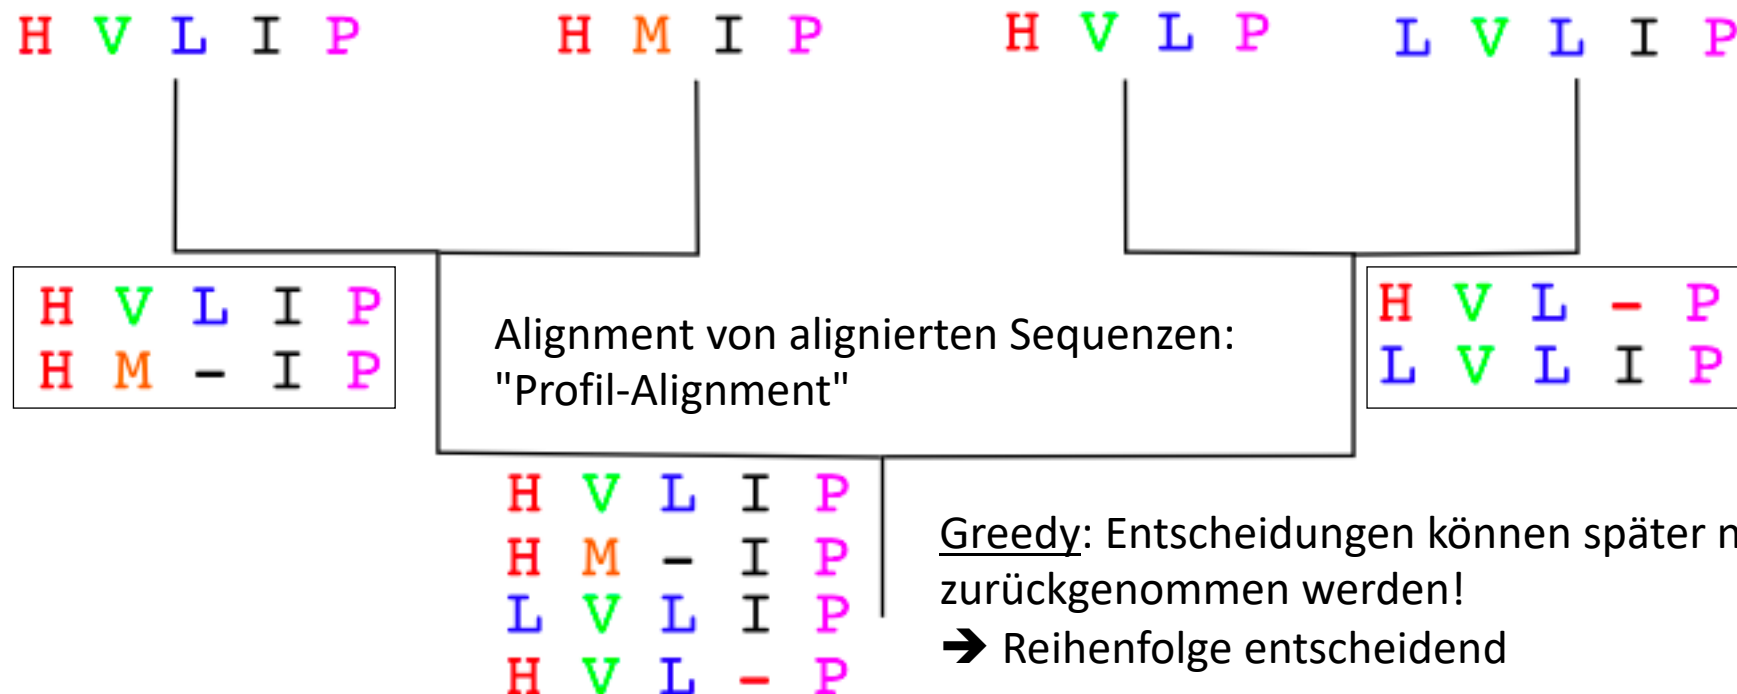 H V L I P
H M I P
H V L P
L V L I P
H V L I P
H M - I P
Alignment von alignierten Sequenzen:
"Profil-Alignment"
H V L - P
L V L I P
H V L I P
H M - I P
L V L I P
H V L - P
Greedy: Entscheidungen können später
zurückgenommen werden!
➔ Reihenfolge entscheidend